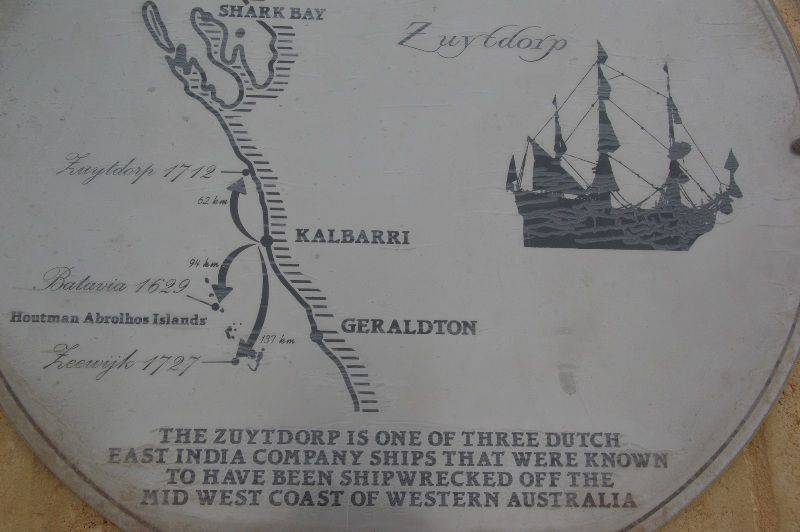 SHARK BAY
Zuytdorp
Zuytdorp 1712
62 km
KALBARRI
94 km
Batavia 1629
Houtman Abrolhos Islands
GERALDTON
137 km
Zeewijk 1727
THE ZUYTDORP IS ONE OF THREE DUTCH
EAST INDIA COMPANY SHIPS THAT WERE KNOWN
TO HAVE BEEN SHIPWRECKED OFF THE
MID WEST COAST OF WESTERN AUSTRALIA